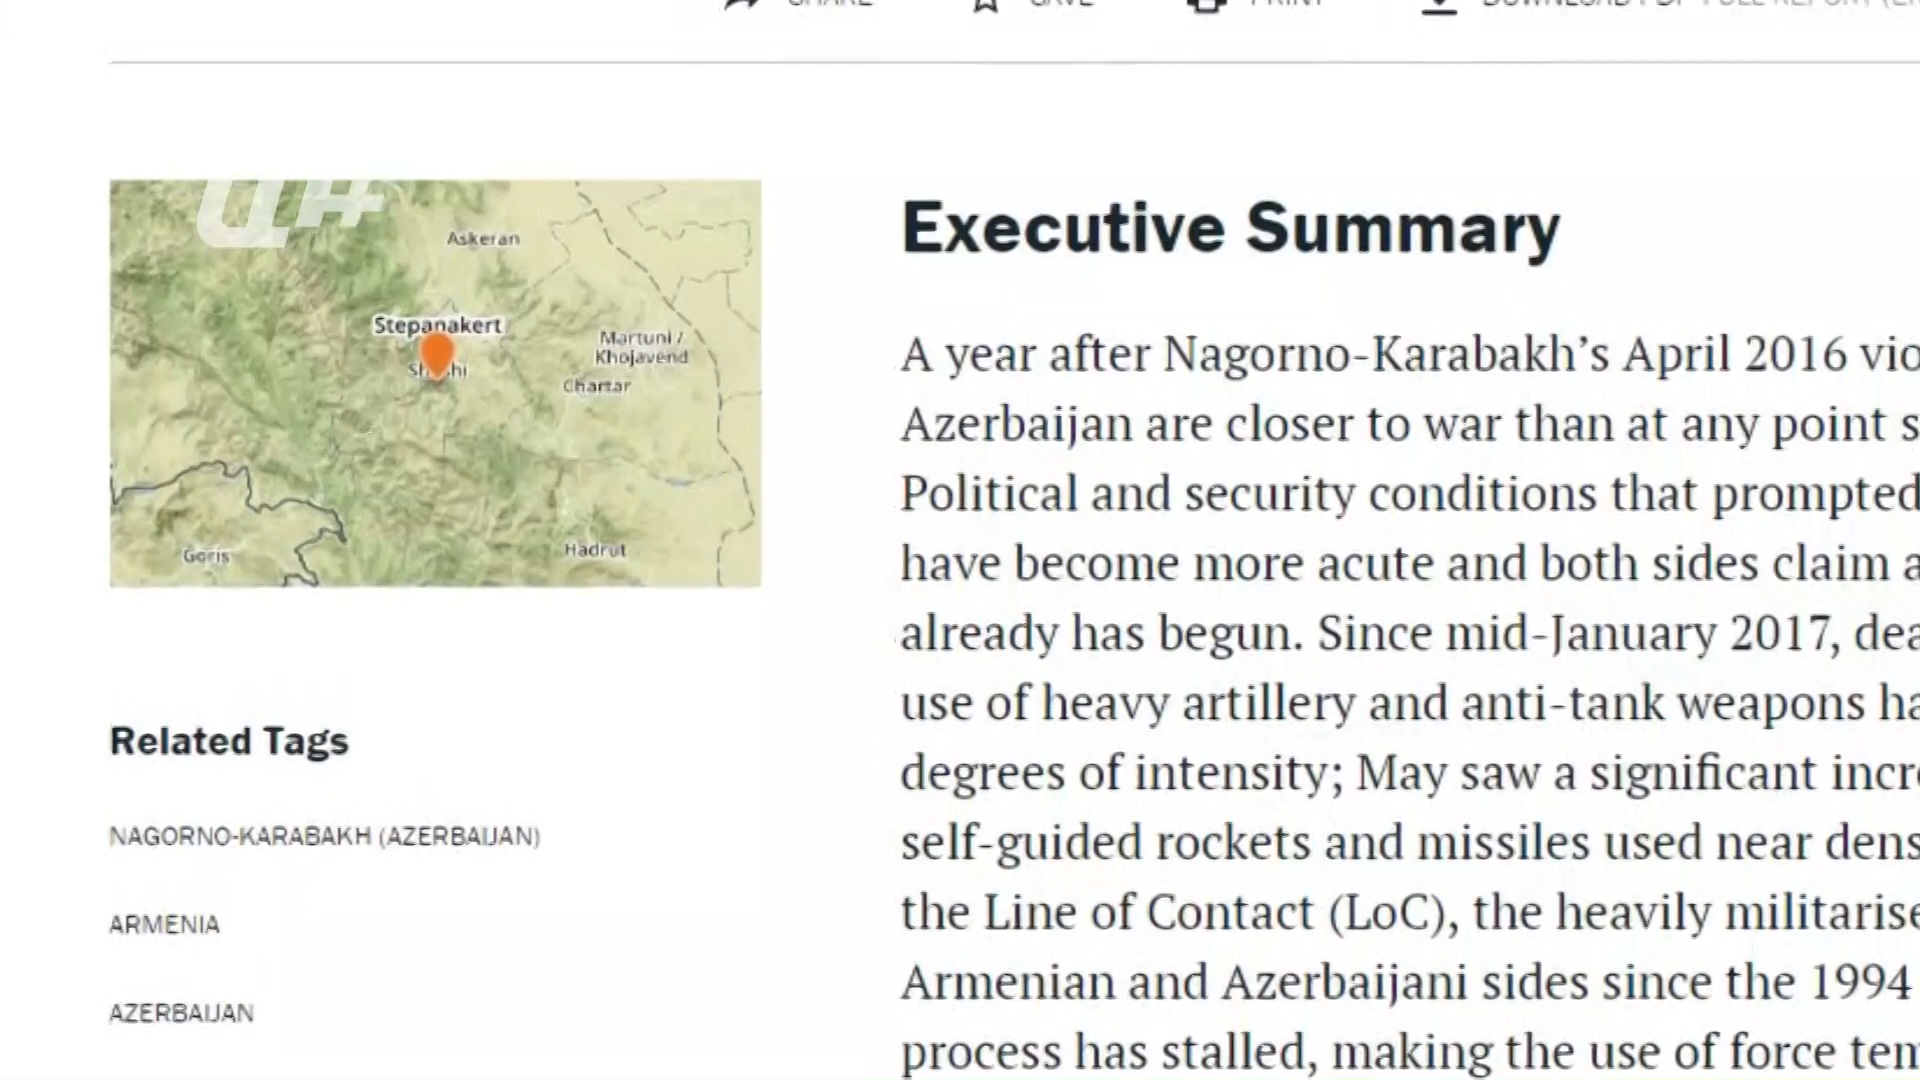 SHARE
SAVE
PRINT
Askeran
Stepanakert
Martuni /
Khojavend
Chartar
Goris
Hadrut
Executive Summary
A year after Nagorno-Karabakh’s April 2016 vio
Azerbaijan are closer to war than at any point s
Political and security conditions that prompted
have become more acute and both sides claim a
already has begun. Since mid-January 2017, dea
use of heavy artillery and anti-tank weapons ha
degrees of intensity; May saw a significant incre
self-guided rockets and missiles used near dens
the Line of Contact (LoC), the heavily militarise
Armenian and Azerbaijani sides since the 1994
process has stalled, making the use of force tem
Related Tags
NAGORNO-KARABAKH (AZERBAIJAN)
ARMENIA
AZERBAIJAN